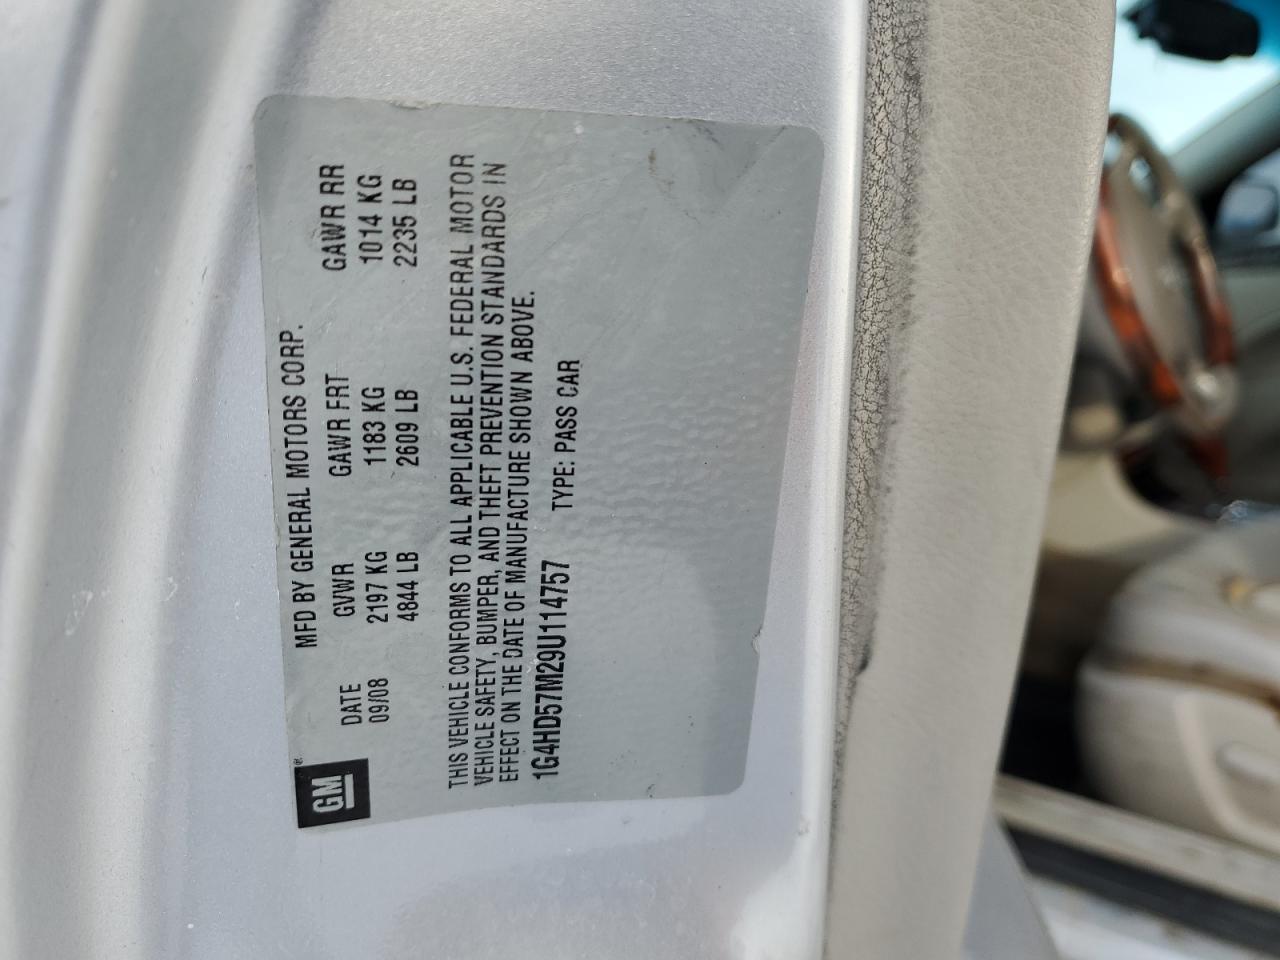 GM®
MFD BY GENERAL MOTORS CORP.
DATE GVWR GAWR FRT GAWR RR
09/08 2197 KG 1183 KG 1014 KG
4844 LB 2609 LB 2235 LB
THIS VEHICLE CONFORMS TO ALL APPLICABLE U.S. FEDERAL MOTOR
VEHICLE SAFETY, BUMPER, AND THEFT PREVENTION STANDARDS IN
EFFECT ON THE DATE OF MANUFACTURE SHOWN ABOVE.
1G4HD57M29U114757 TYPE: PASS CAR